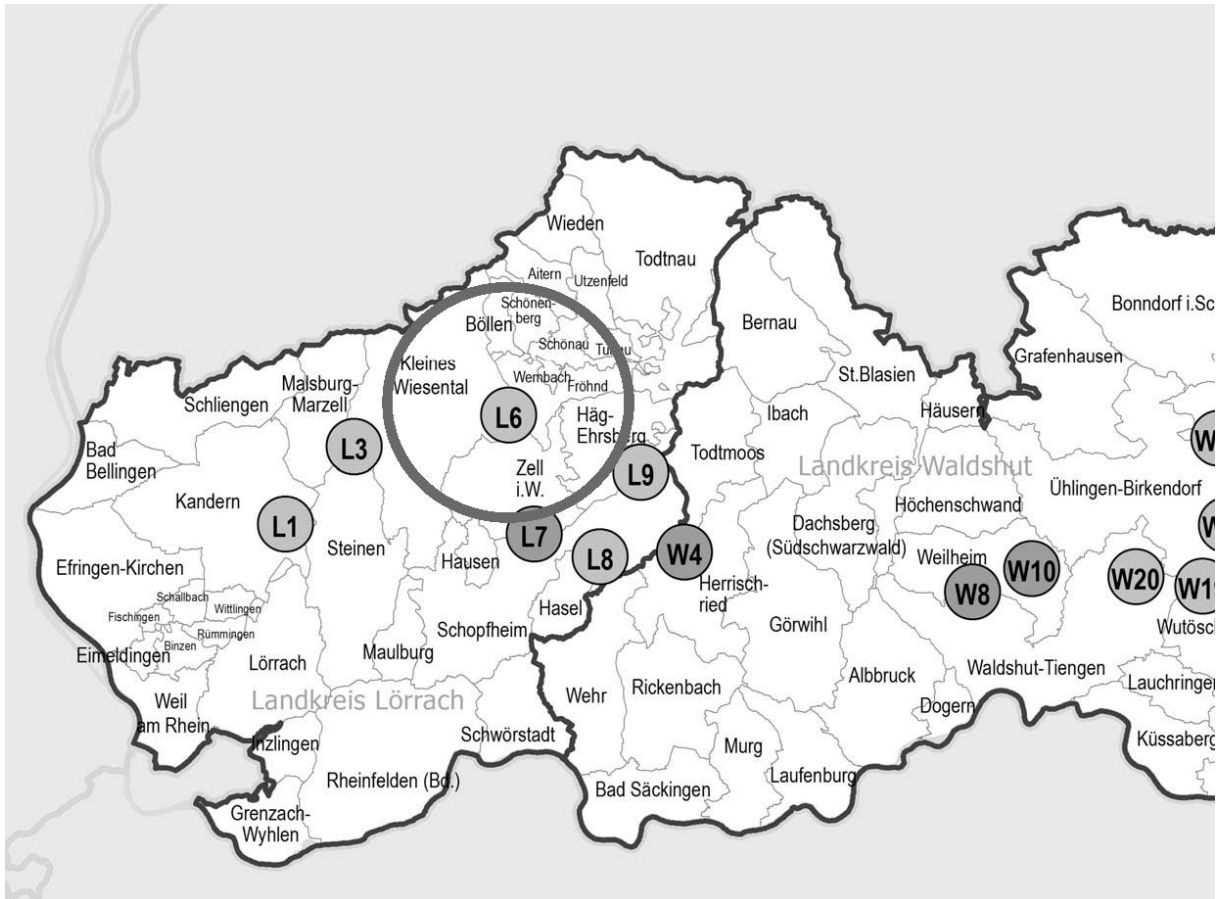 Wieden
Todtnau
Aitern
Utzenfeld
Schönen-
berg
Böllen
Schönau
Tunau
Kleines
Wiesental
Wembach
Fröhnd
L6
Häg-
Ehrsberg
Malsburg-
Marzell
Schliengen
L3
Bad
Bellingen
Zell
i.W.
L9
Kandern
L1
L7
L8
Steinen
Hausen
Efringen-Kirchen
Schallbach
Fischingen
Wittlingen
Rümmingen
Binzen
Eimeldingen
Hasel
Schopfheim
Lörrach
Maulburg
Landkreis Lörrach
Weil
am Rhein
Inzlingen
Schwörstadt
Rheinfelden (Bd.)
Grenzach-
Wyhlen
Bernau
Bonndorf i.Sc
Grafenhausen
St.Blasien
Häusern
Ibach
Todtmoos
Landkreis Waldshut
W
Höchenschwand
Ühlingen-Birkendorf
Dachsberg
(Südschwarzwald)
W4
Weilheim
W10
W8
W20
W
W19
Herrisch-
ried
Görwihl
Wutösch
Waldshut-Tiengen
Albbruck
Lauchringen
Wehr
Rickenbach
Dogern
Küssaberg
Murg
Laufenburg
Bad Säckingen